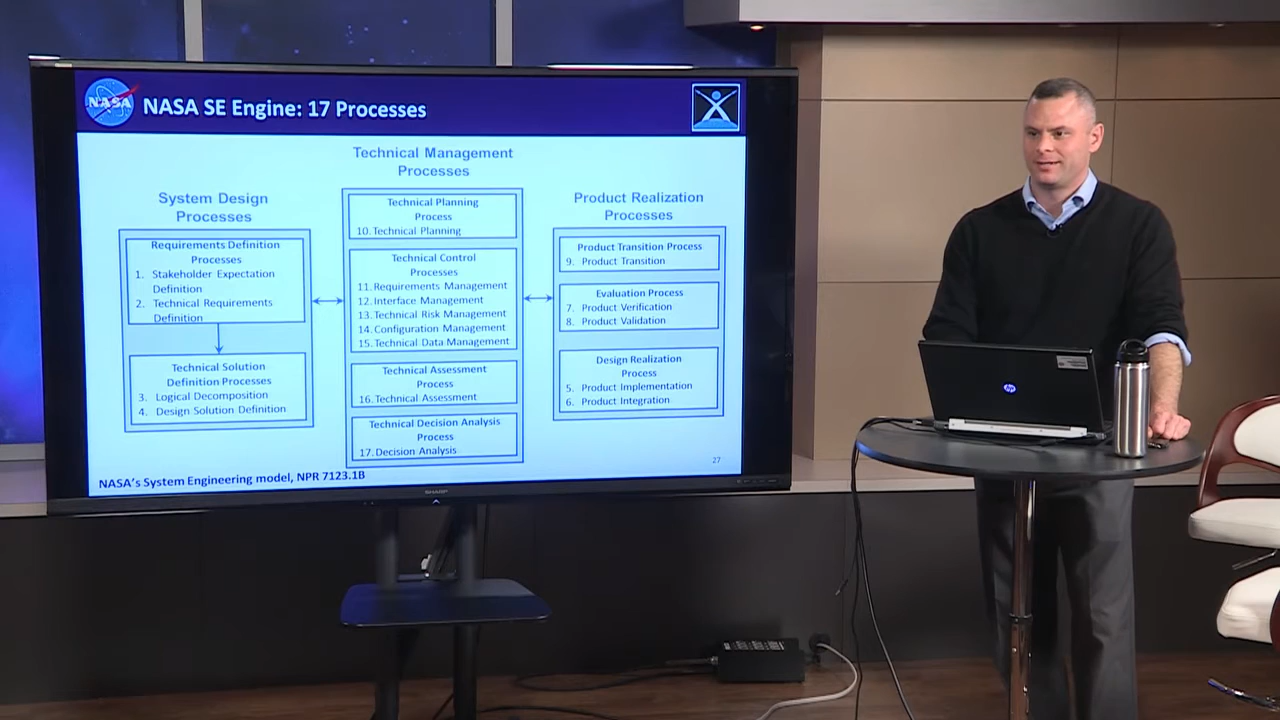 NASA
NASA SE Engine: 17 Processes
Technical Management
Processes
System Design
Processes
Requirements Definition
Processes
1. Stakeholder Expectation
Definition
2. Technical Requirements
Definition
Technical Solution
Definition Processes
3. Logical Decomposition
4. Design Solution Definition
Technical Planning
Process
10. Technical Planning
Technical Control
Processes
11. Requirements Management
12. Interface Management
13. Technical Risk Management
14. Configuration Management
15. Technical Data Management
Technical Assessment
Process
16. Technical Assessment
Technical Decision Analysis
Process
17. Decision Analysis
Product Realization
Processes
Product Transition Process
9. Product Transition
Evaluation Process
7. Product Verification
8. Product Validation
Design Realization
Process
5. Product Implementation
6. Product Integration
27
NASA's System Engineering model, NPR 7123.1B
SHARP
hp